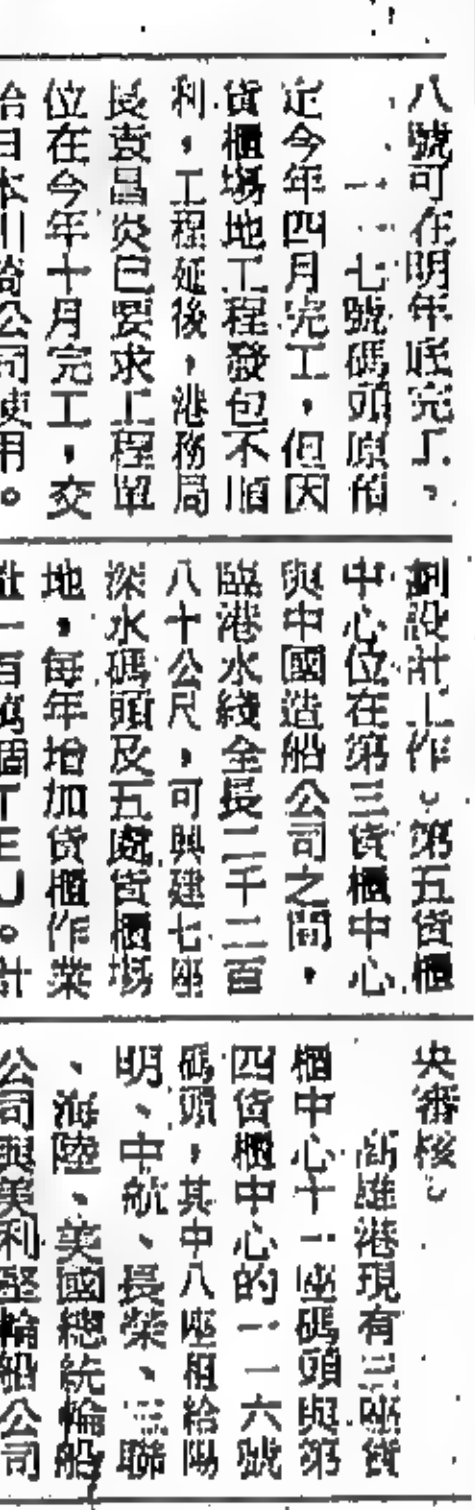 八號可在明年底完工。
一一七號碼頭原預
定今年四月完工，但因
貨櫃場地工程發包不順
利，工程延後，港務局
長袁昌炎已要求工程單
位在今年十月完工，交
給日本川崎公司使用。
劃設計工作。第五貨櫃
中心位在第三貨櫃中心
與中國造船公司之間，
臨港水綫全長二千二百
八十公尺，可興建七座
深水碼頭及五處貨櫃場
地，每年增加貨櫃作業
一百萬個TEU。計
央審核。
高雄港現有三座貨
櫃中心十一座碼頭與第
四貨櫃中心的一一六號
碼頭，其中八座租給陽
明、中航、長榮、三聯
、海陸、美國總統輪船
公司與美利堅輪船公司